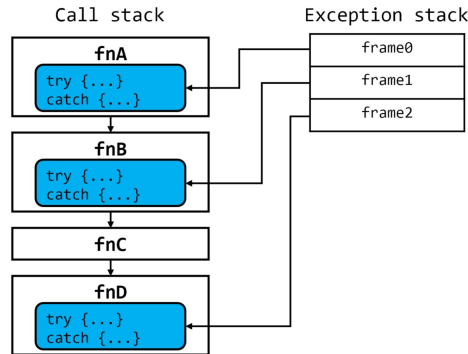 Call stack
Exception stack
fnA
try {...}
catch {...}
frame0
frame1
frame2
fnB
try {...}
catch {...}
fnC
fnD
try {...}
catch {...}